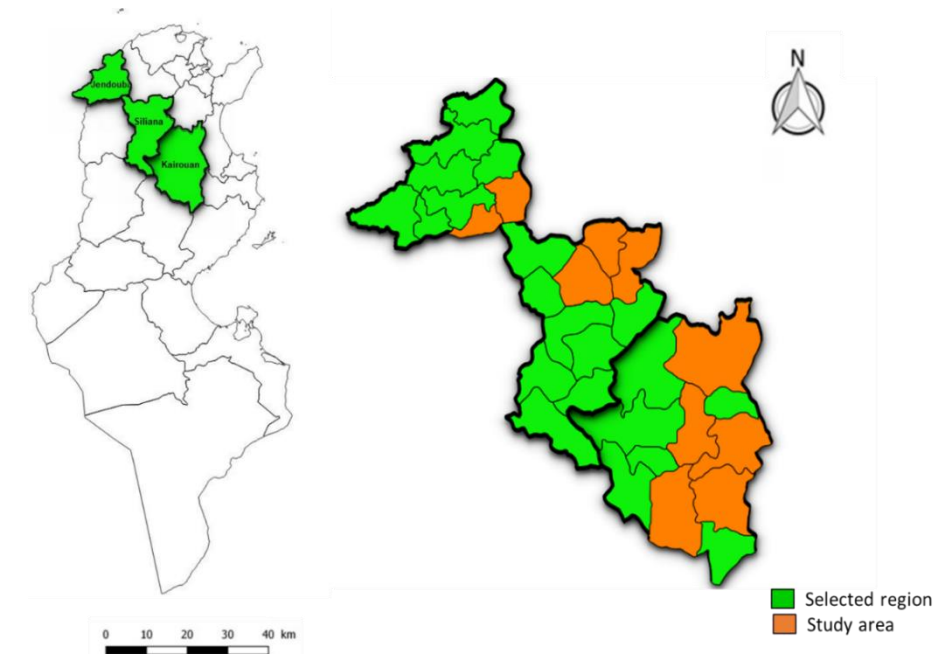 N
Jendouba
Siliana
Kairouan
Selected region
Study area
0 10 20 30 40 km